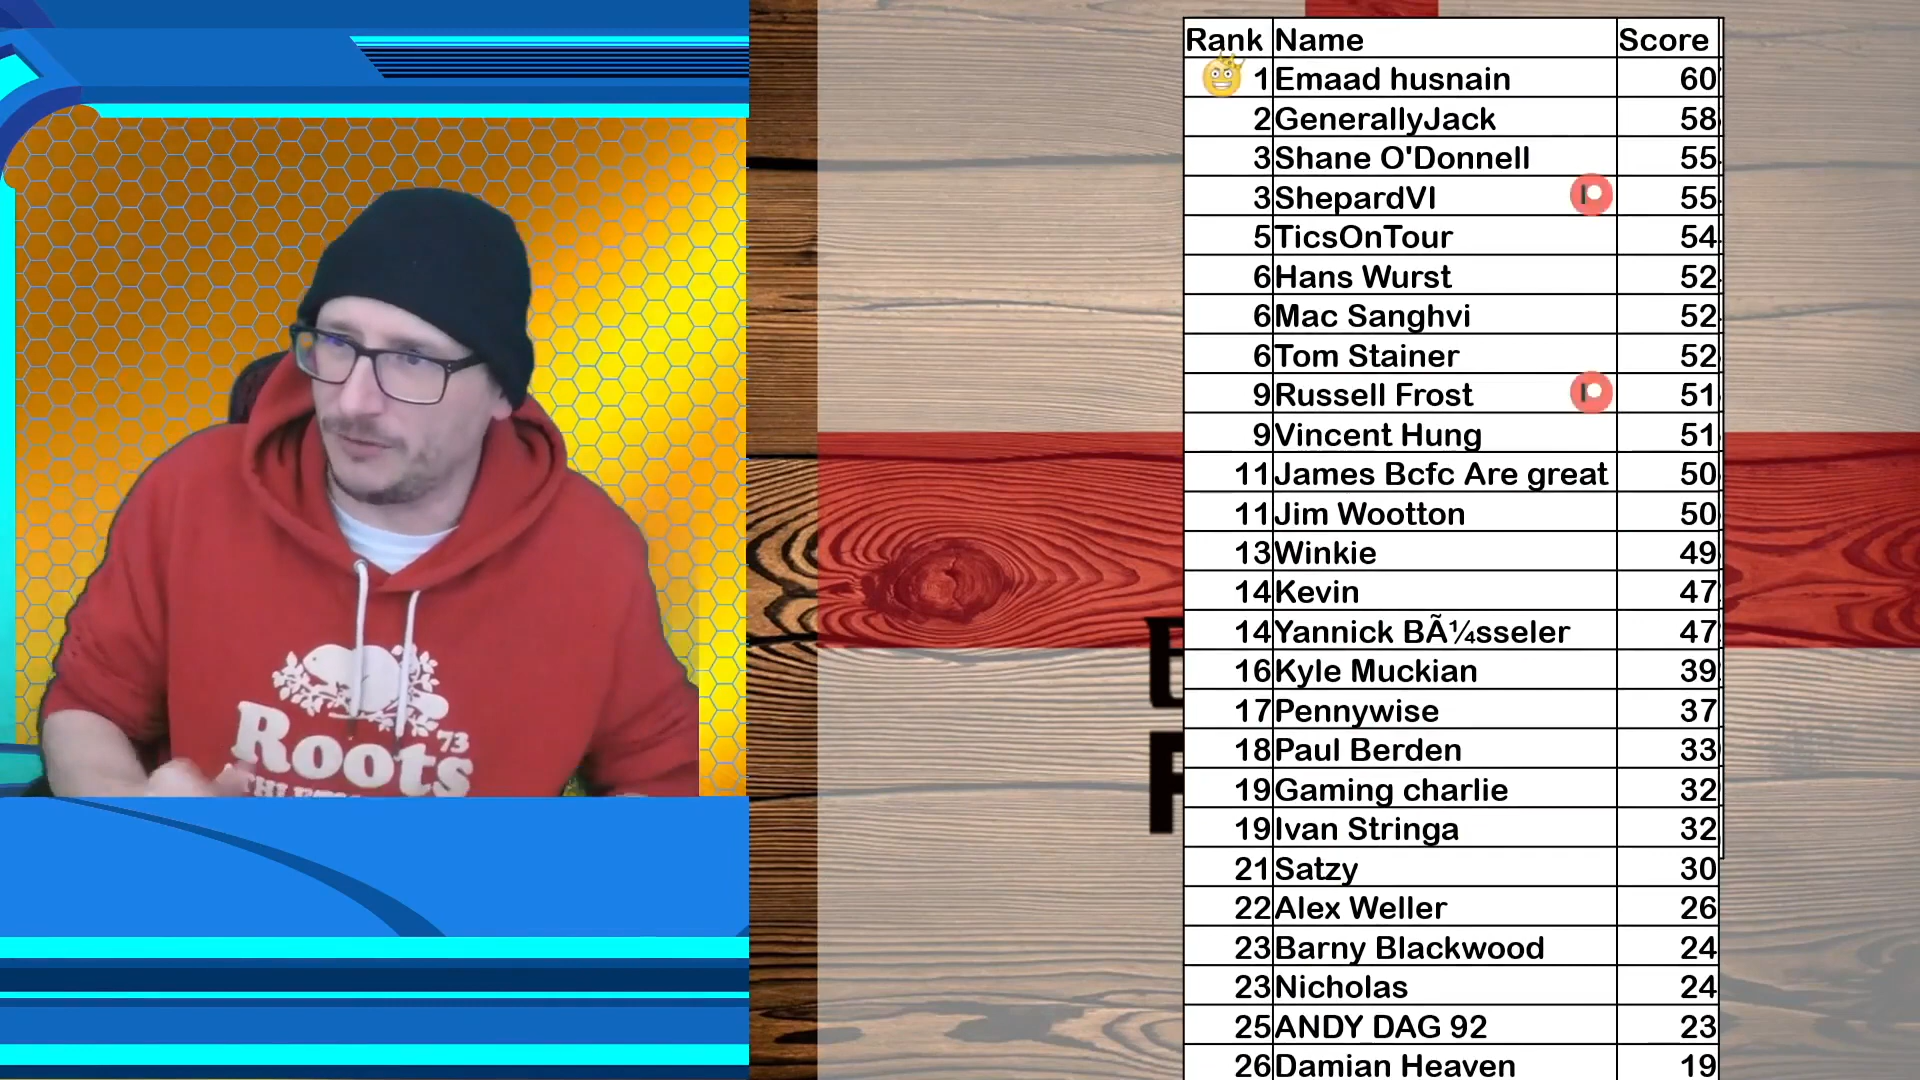 Rank Name Score
1 Emaad husnain 60
2 GenerallyJack 58
3 Shane O'Donnell 55
3 ShepardVI 55
5 TicsOnTour 54
6 Hans Wurst 52
6 Mac Sanghvi 52
6 Tom Stainer 52
9 Russell Frost 51
9 Vincent Hung 51
11 James Bcfc Are great 50
11 Jim Wootton 50
13 Winkie 49
14 Kevin 47
14 Yannick BÃ¼sseler 47
16 Kyle Muckian 39
17 Pennywise 37
18 Paul Berden 33
19 Gaming charlie 32
19 Ivan Stringa 32
21 Satzy 30
22 Alex Weller 26
23 Barny Blackwood 24
23 Nicholas 24
25 ANDY DAG 92 23
26 Damian Heaven 19
73
Roots